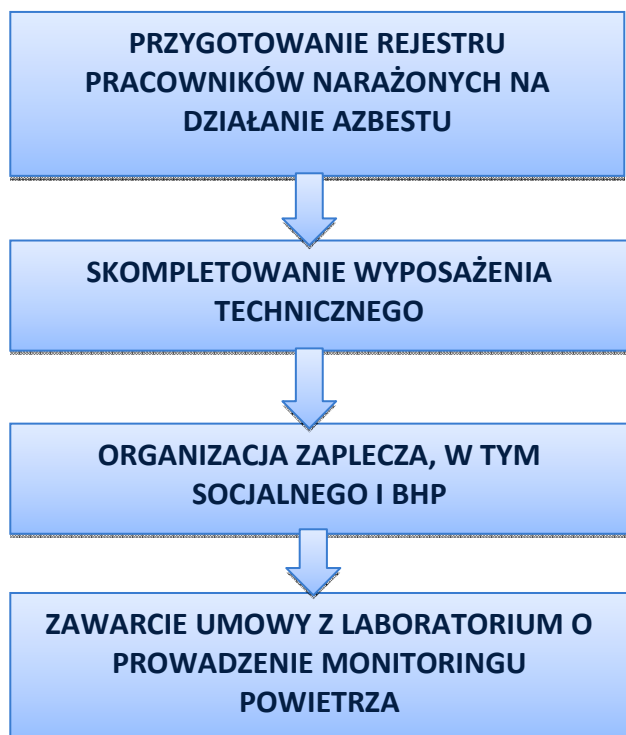 PRZYGOTOWANIE REJESTRU
PRACOWNIKÓW NARAŻONYCH NA
DZIAŁANIE AZBESTU
SKOMPLETOWANIE WYPOSAŻENIA
TECHNICZNEGO
ORGANIZACJA ZAPLECZA, W TYM
SOCJALNEGO I BHP
ZAWARCIE UMOWY Z LABORATORIUM O
PROWADZENIE MONITORINGU
POWIETRZA